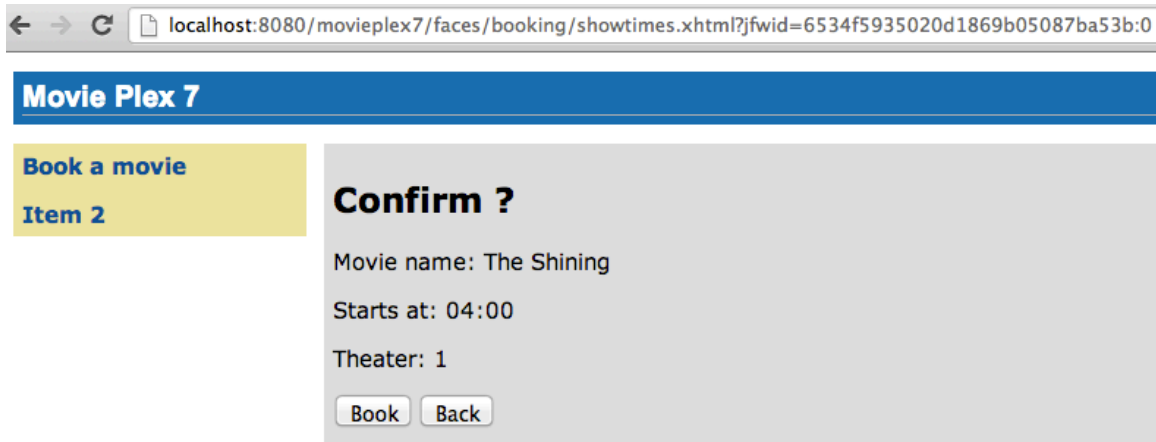 localhost:8080/movieplex7/faces/booking/showtimes.xhtml?jfwid=6534f5935020d1869b05087ba53b:0
Movie Plex 7
Book a movie
Item 2
Confirm ?
Movie name: The Shining
Starts at: 04:00
Theater: 1
Book Back